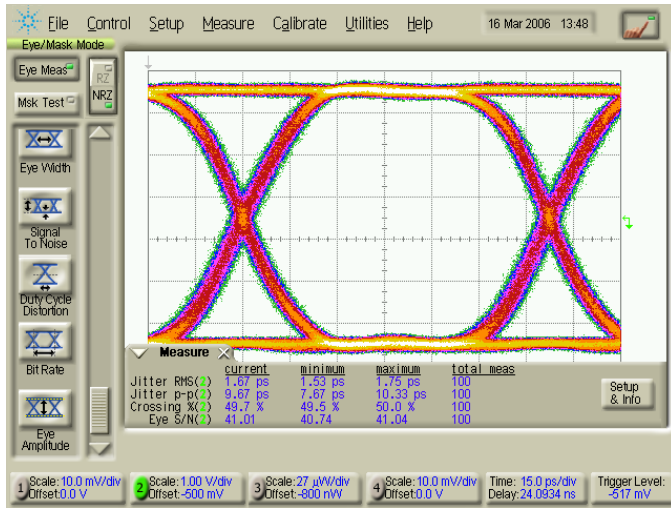 File Control Setup Measure Calibrate Utilities Help 16 Mar 2006 13:48
Eye/Mask Mode
Eye Meas
RZ
NRZ
Msk Test
Eye Width
Signal
To Noise
Duty Cycle
Distortion
Bit Rate
Eye
Amplitude
Measure
current minimum maximum total meas
Jitter RMS(2) 1.67 ps 1.53 ps 1.75 ps 100
Jitter p-p(2) 9.67 ps 7.67 ps 10.33 ps 100
Crossing %(2) 49.7 % 49.5 % 50.0 % 100
Eye S/N(2) 41.01 40.74 41.04 100
Setup
& Info
1 Scale: 10.0 mV/div
Offset:0.0 V
2 Scale: 1.00 V/div
Offset:-500 mV
3 Scale:27 µW/div
Offset:-800 nW
4 Scale: 10.0 mV/div
Offset:0.0 V
Time: 15.0 ps/div
Delay:24.0934 ns
Trigger Level:
-517 mV